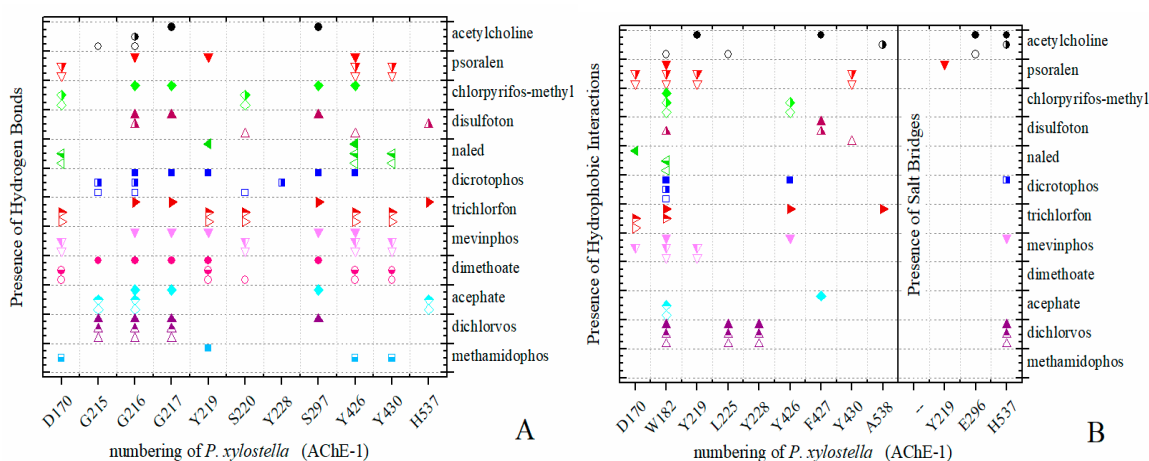 Presence of Hydrogen Bonds
acetylcholine
psoralen
chlorpyrifos-methyl
disulfoton
naled
dicrotophos
trichlorfon
mevinphos
dimethoate
acephate
dichlorvos
methamidophos
D170 G215 G216 G217 Y219 S220 Y228 S297 Y426 Y430 H537
numbering of P. xylostella (AChE-1)
A
Presence of Hydrophobic Interactions
Presence of Salt Bridges
acetylcholine
psoralen
chlorpyrifos-methyl
disulfoton
naled
dicrotophos
trichlorfon
mevinphos
dimethoate
acephate
dichlorvos
methamidophos
D170 W182 Y219 L225 Y228 Y426 F427 Y430 A538 -- Y219 E296 H537
numbering of P. xylostella (AChE-1)
B